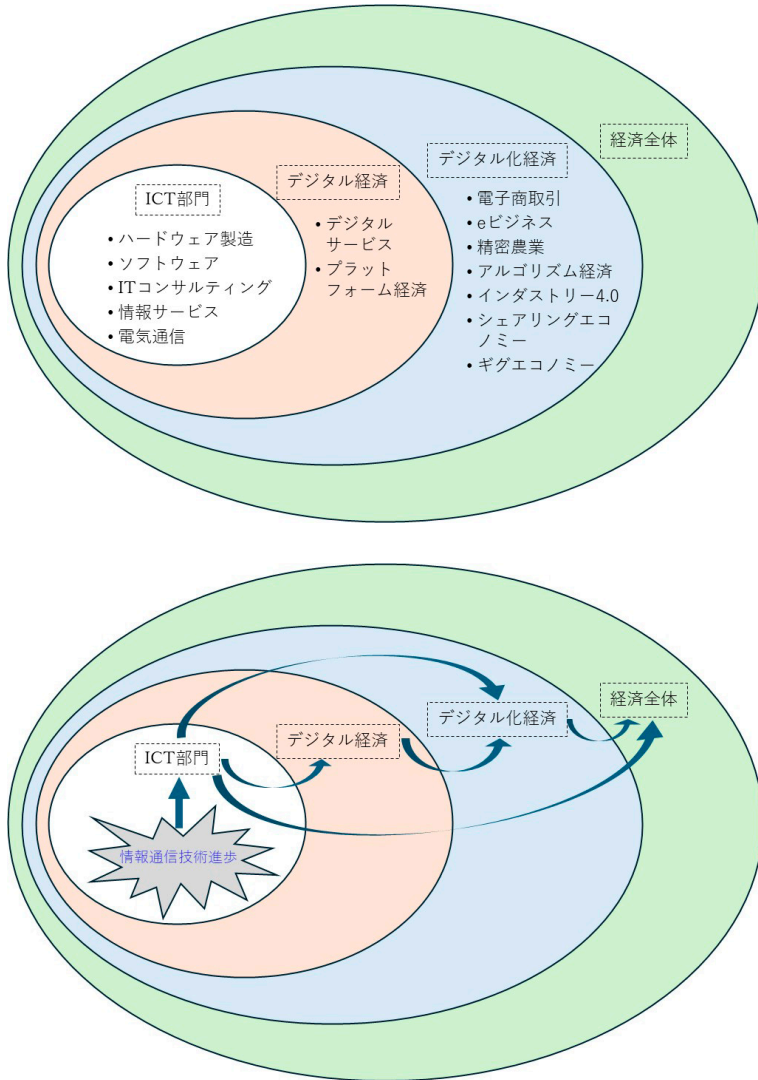 経済全体
デジタル化経済
デジタル経済
ICT部門
• ハードウェア製造
• ソフトウェア
• ITコンサルティング
• 情報サービス
• 電気通信
• デジタル
サービス
• プラット
フォーム経済
• 電子商取引
• eビジネス
• 精密農業
• アルゴリズム経済
• インダストリー4.0
• シェアリングエコ
ノミー
• ギグエコノミー
経済全体
デジタル化経済
デジタル経済
ICT部門
情報通信技術進歩